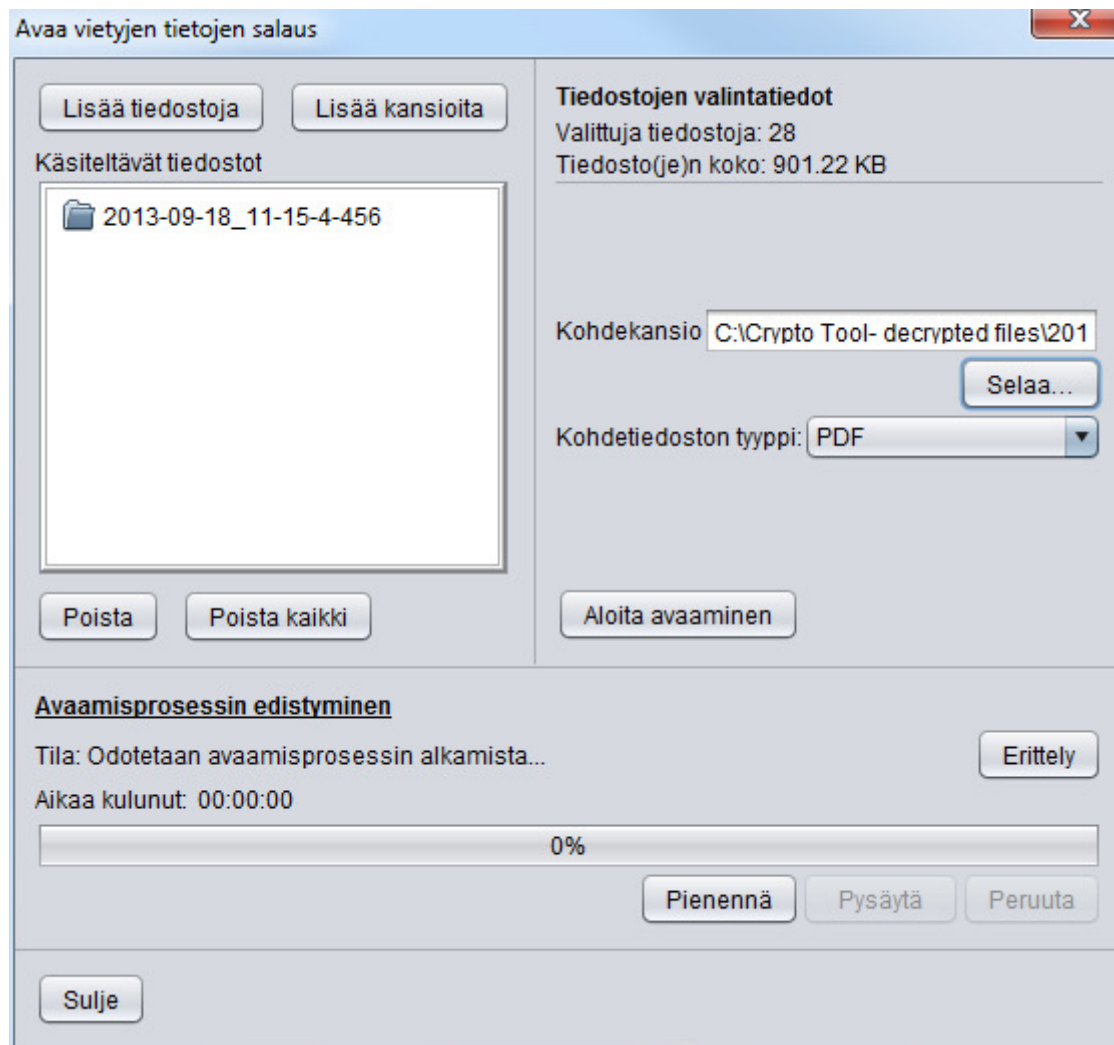 Avaa vietyjen tietojen salaus
Lisää tiedostoja
Lisää kansioita
Käsiteltävät tiedostot
2013-09-18_11-15-4-456
Poista
Poista kaikki
Tiedostojen valintatiedot
Valittuja tiedostoja: 28
Tiedosto(je)n koko: 901.22 KB
Kohdekansio C:\Crypto Tool- decrypted files\201
Selaa...
Kohdetiedoston tyyppi: PDF
Aloita avaaminen
Avaamisprosessin edistyminen
Tila: Odotetaan avaamisprosessin alkamista...
Erittely
Aikaa kulunut: 00:00:00
0%
Pienennä
Pysäytä
Peruuta
Sulje